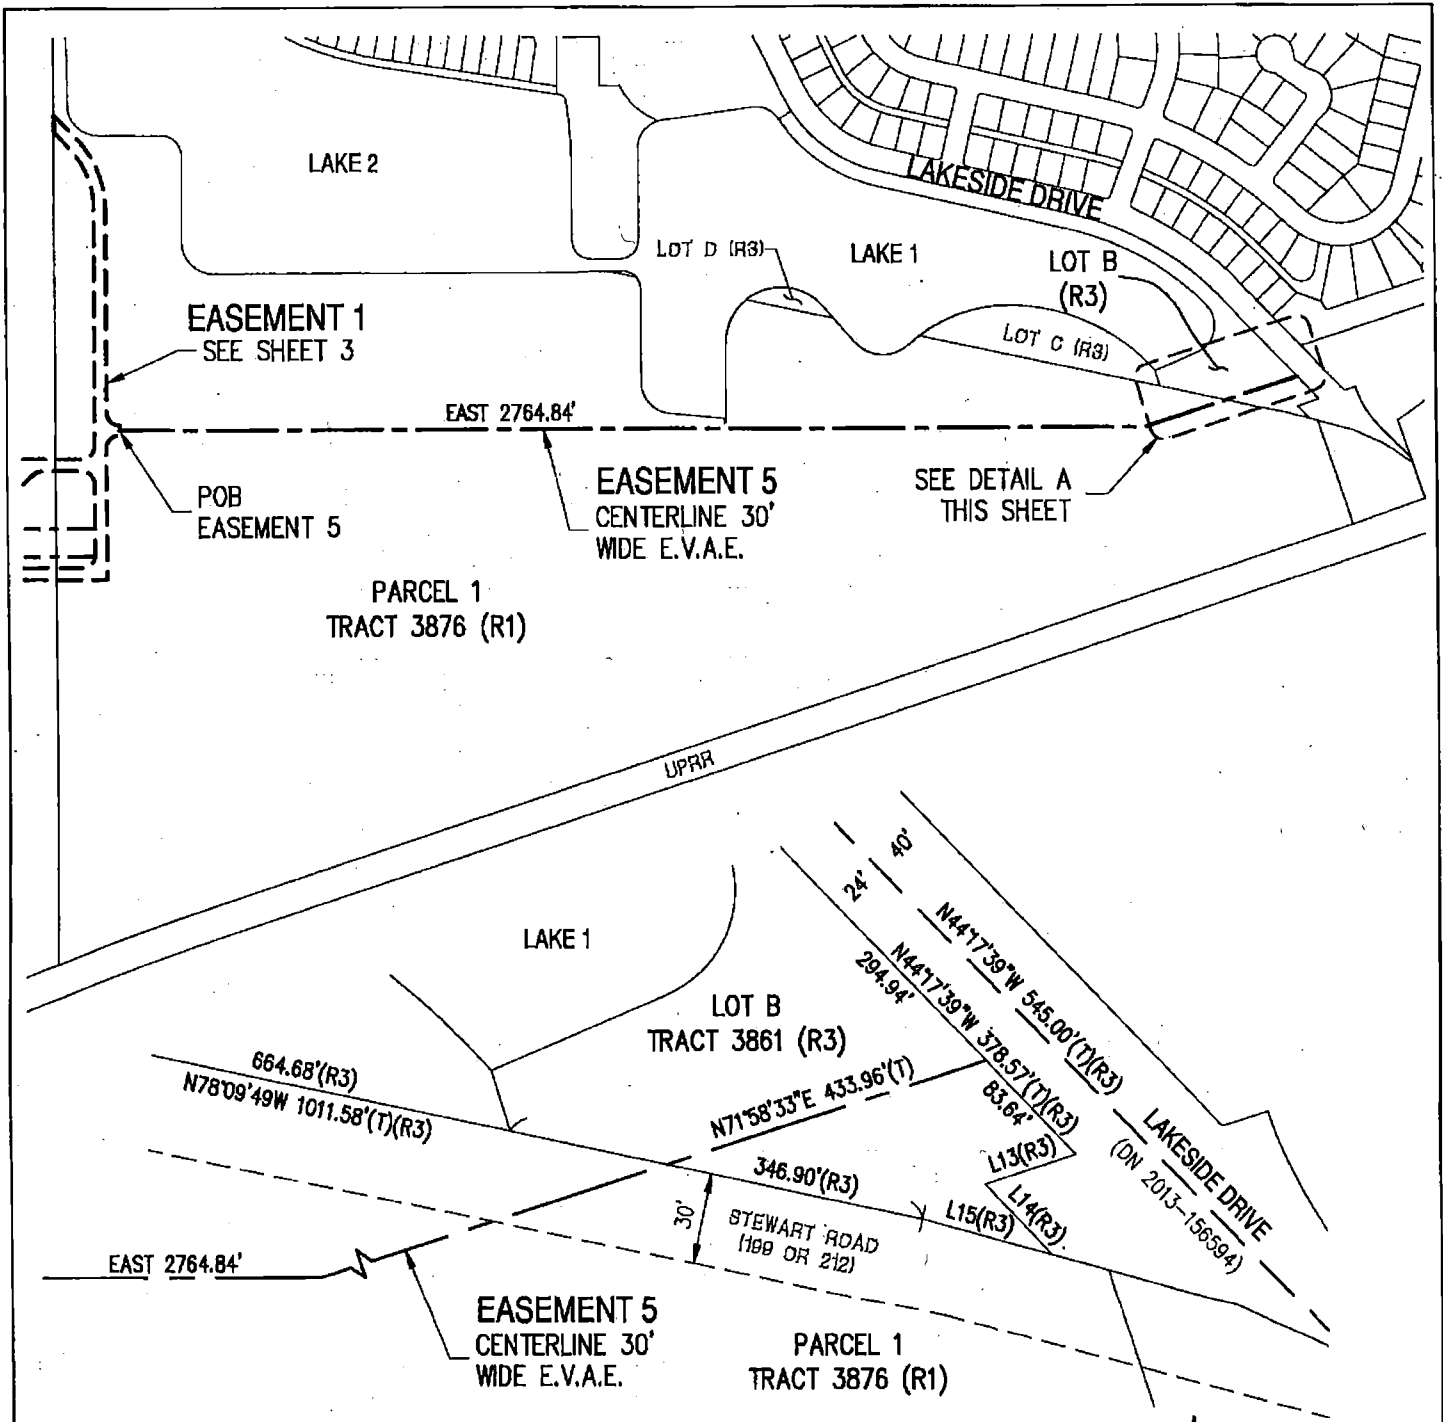 LAKE 2
LAKESIDE DRIVE
LOT D (R3)
LAKE 1
LOT B
(R3)
EASEMENT 1
SEE SHEET 3
LOT C (R3)
EAST 2764.84'
POB
EASEMENT 5
EASEMENT 5
CENTERLINE 30'
WIDE E.V.A.E.
SEE DETAIL A
THIS SHEET
PARCEL 1
TRACT 3876 (R1)
UPRR
40'
24'
N44°17'39"W 545.00'(T)(R3)
N44°17'39"W 378.57'(T)(R3)
294.94'
83.64'
LAKE 1
LOT B
TRACT 3861 (R3)
664.68'(R3)
N78°09'49W 1011.58'(T)(R3)
N71°58'33"E 433.96'(T)
346.90'(R3)
L13(R3)
L14(R3)
L15(R3)
LAKESIDE DRIVE
(DN 2013-156594)
30'
STEWART ROAD
(199 OR 212)
EAST 2764.84'
EASEMENT 5
CENTERLINE 30'
WIDE E.V.A.E.
PARCEL 1
TRACT 3876 (R1)